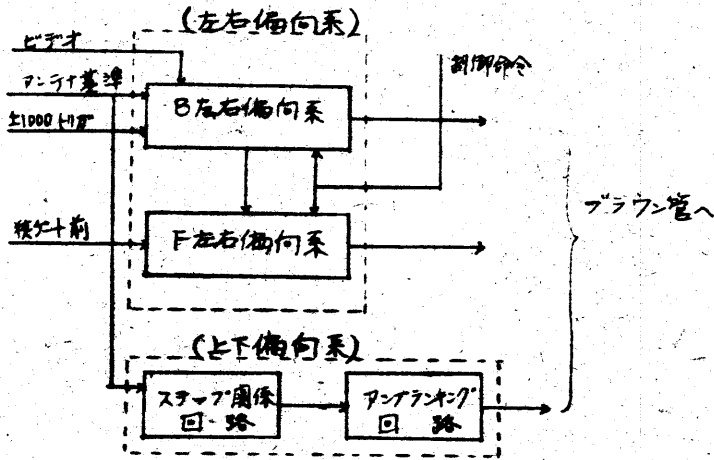 (左右偏向系)
ビデオ
アンテナ基準
制御命令
B左右偏向系
±1000トリガ
ブラウン管へ
F左右偏向系
(上下偏向系)
ステップ関係
回路
アンブランキング
回路